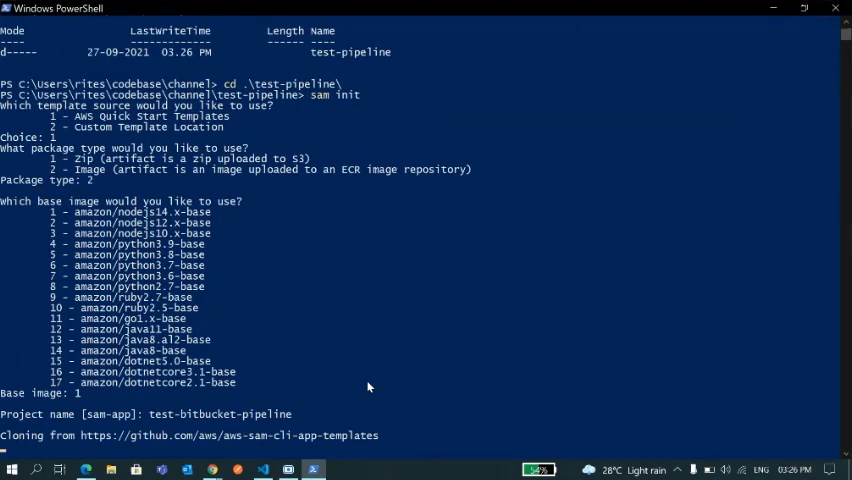 Windows PowerShell
Mode                 LastWriteTime         Length Name
----                 -------------         ------ ----
d-----        27-09-2021  03.26 PM                test-pipeline
PS C:\Users\rites\codebase\channel> cd .\test-pipeline\
PS C:\Users\rites\codebase\channel\test-pipeline> sam init
Which template source would you like to use?
1 - AWS Quick Start Templates
2 - Custom Template Location
Choice: 1
What package type would you like to use?
1 - Zip (artifact is a zip uploaded to S3)
2 - Image (artifact is an image uploaded to an ECR image repository)
Package type: 2
Which base image would you like to use?
1 - amazon/nodejs14.x-base
2 - amazon/nodejs12.x-base
3 - amazon/nodejs10.x-base
4 - amazon/python3.9-base
5 - amazon/python3.8-base
6 - amazon/python3.7-base
7 - amazon/python3.6-base
8 - amazon/python2.7-base
9 - amazon/ruby2.7-base
10 - amazon/ruby2.5-base
11 - amazon/go1.x-base
12 - amazon/java11-base
13 - amazon/java8.al2-base
14 - amazon/java8-base
15 - amazon/dotnet5.0-base
16 - amazon/dotnetcore3.1-base
17 - amazon/dotnetcore2.1-base
Base image: 1
Project name [sam-app]: test-bitbucket-pipeline
Cloning from https://github.com/aws/aws-sam-cli-app-templates
54% 28°C Light rain ENG 03:26 PM